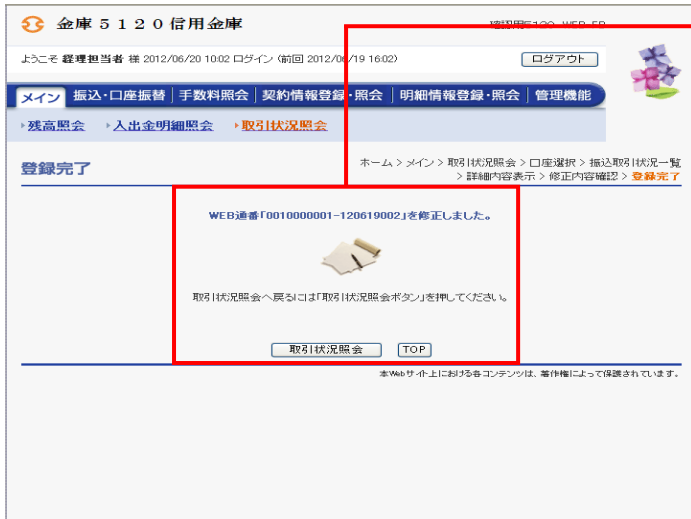 金庫５１２０信用金庫
ようこそ 経理担当者 様 2012/06/20 10:02 ログイン (前回 2012/06/19 16:02)
ログアウト
メイン 振込・口座振替 手数料照会 契約情報登録・照会 明細情報登録・照会 管理機能
残高照会 入出金明細照会 取引状況照会
登録完了
ホーム > メイン > 取引状況照会 > 口座選択 > 振込取引状況一覧
> 詳細内容表示 > 修正内容確認 > 登録完了
WEB通番「0010000001-120619002」を修正しました。
取引状況照会へ戻るには「取引状況照会ボタン」を押してください。
取引状況照会 TOP
本Webサイト上における各コンテンツは、著作権によって保護されています。